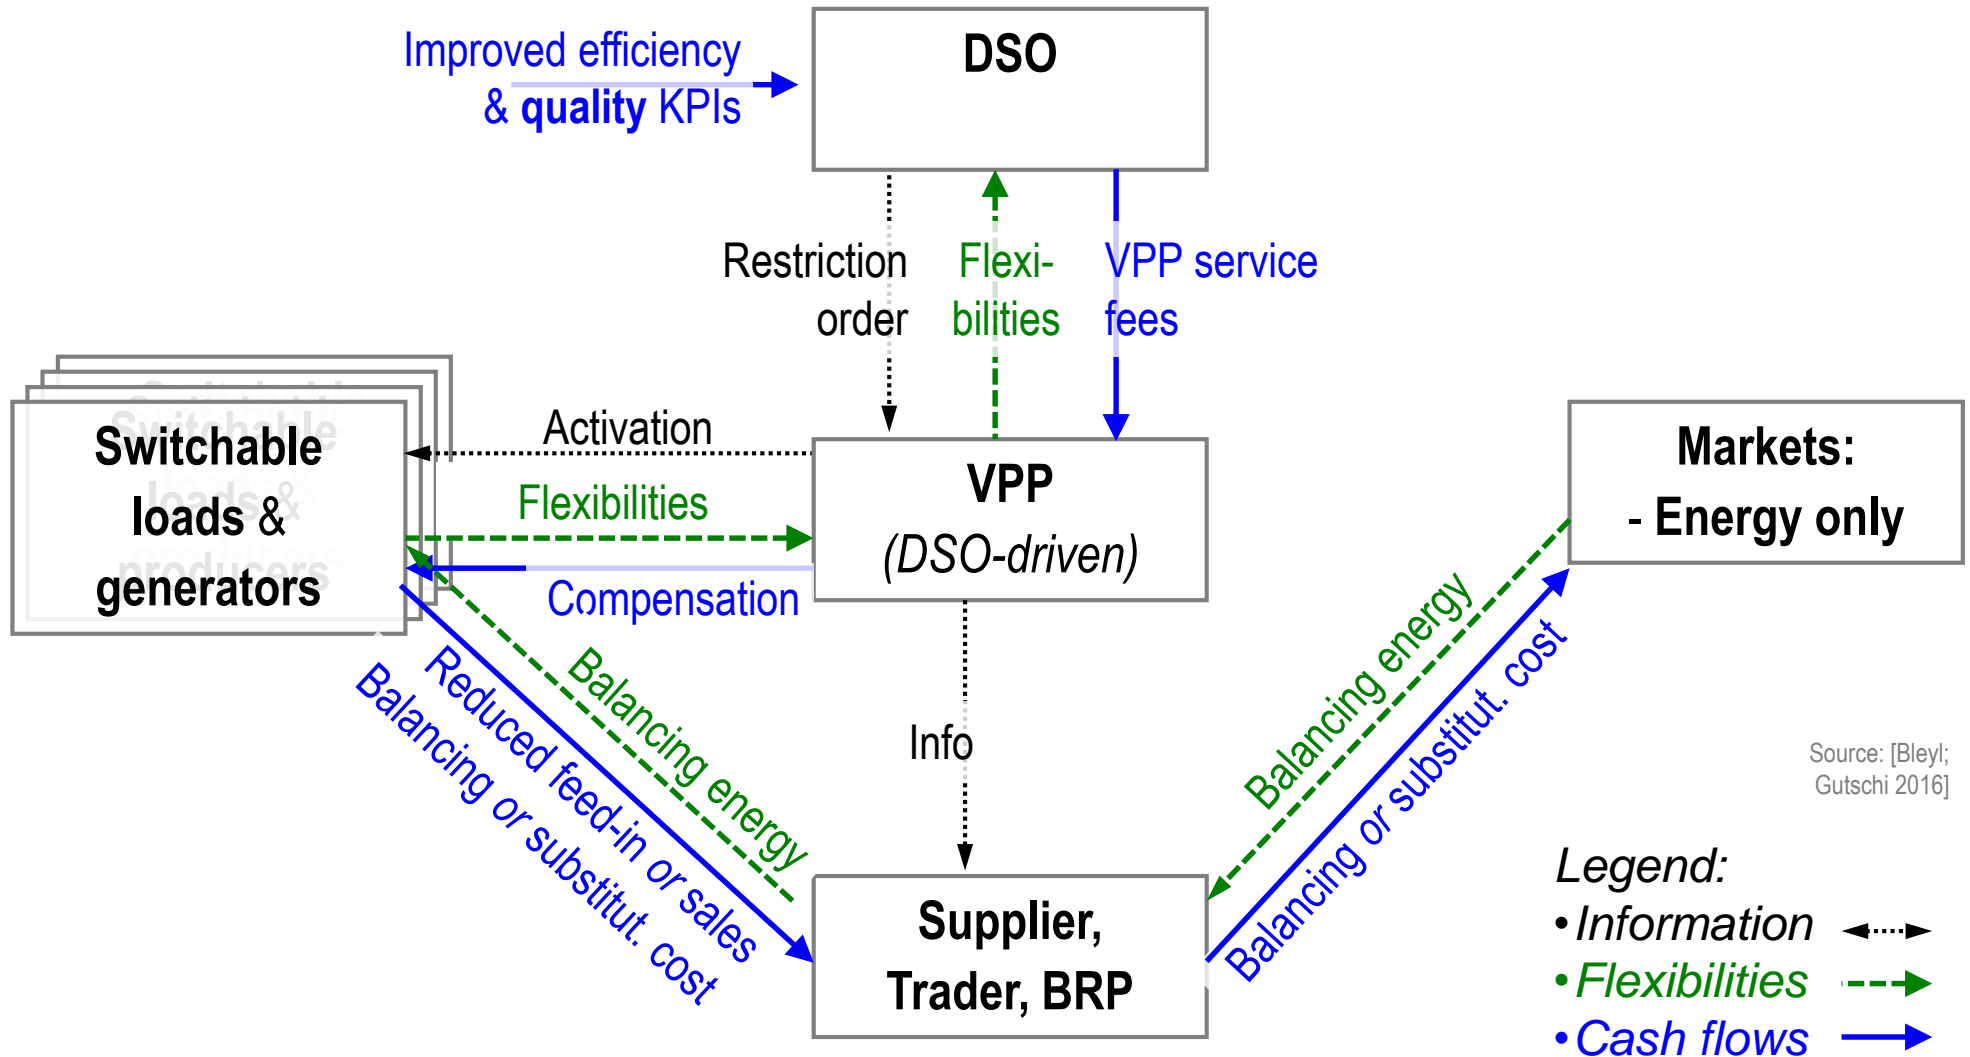 Improved efficiency
& quality KPIs
DSO
Restriction
order
Flexi-
bilities
VPP service
fees
Switchable
loads &
generators
producers
Activation
Flexibilities
Compensation
VPP
(DSO-driven)
Markets:
- Energy only
Balancing energy
Reduced feed-in or sales
Balancing or substitut. cost
Info
Balancing energy
Balancing or substitut. cost
Source: [Bleyl;
Gutschi 2016]
Supplier,
Trader, BRP
Legend:
•Information
•Flexibilities
•Cash flows